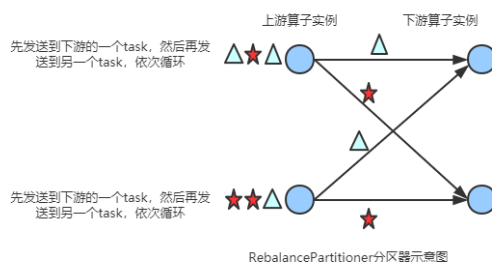 上游算子实例 下游算子实例
先发送到下游的一个task，然后再发
送到另一个task，依次循环
先发送到下游的一个task，然后再发
送到另一个task，依次循环
RebalancePartitioner分区器示意图